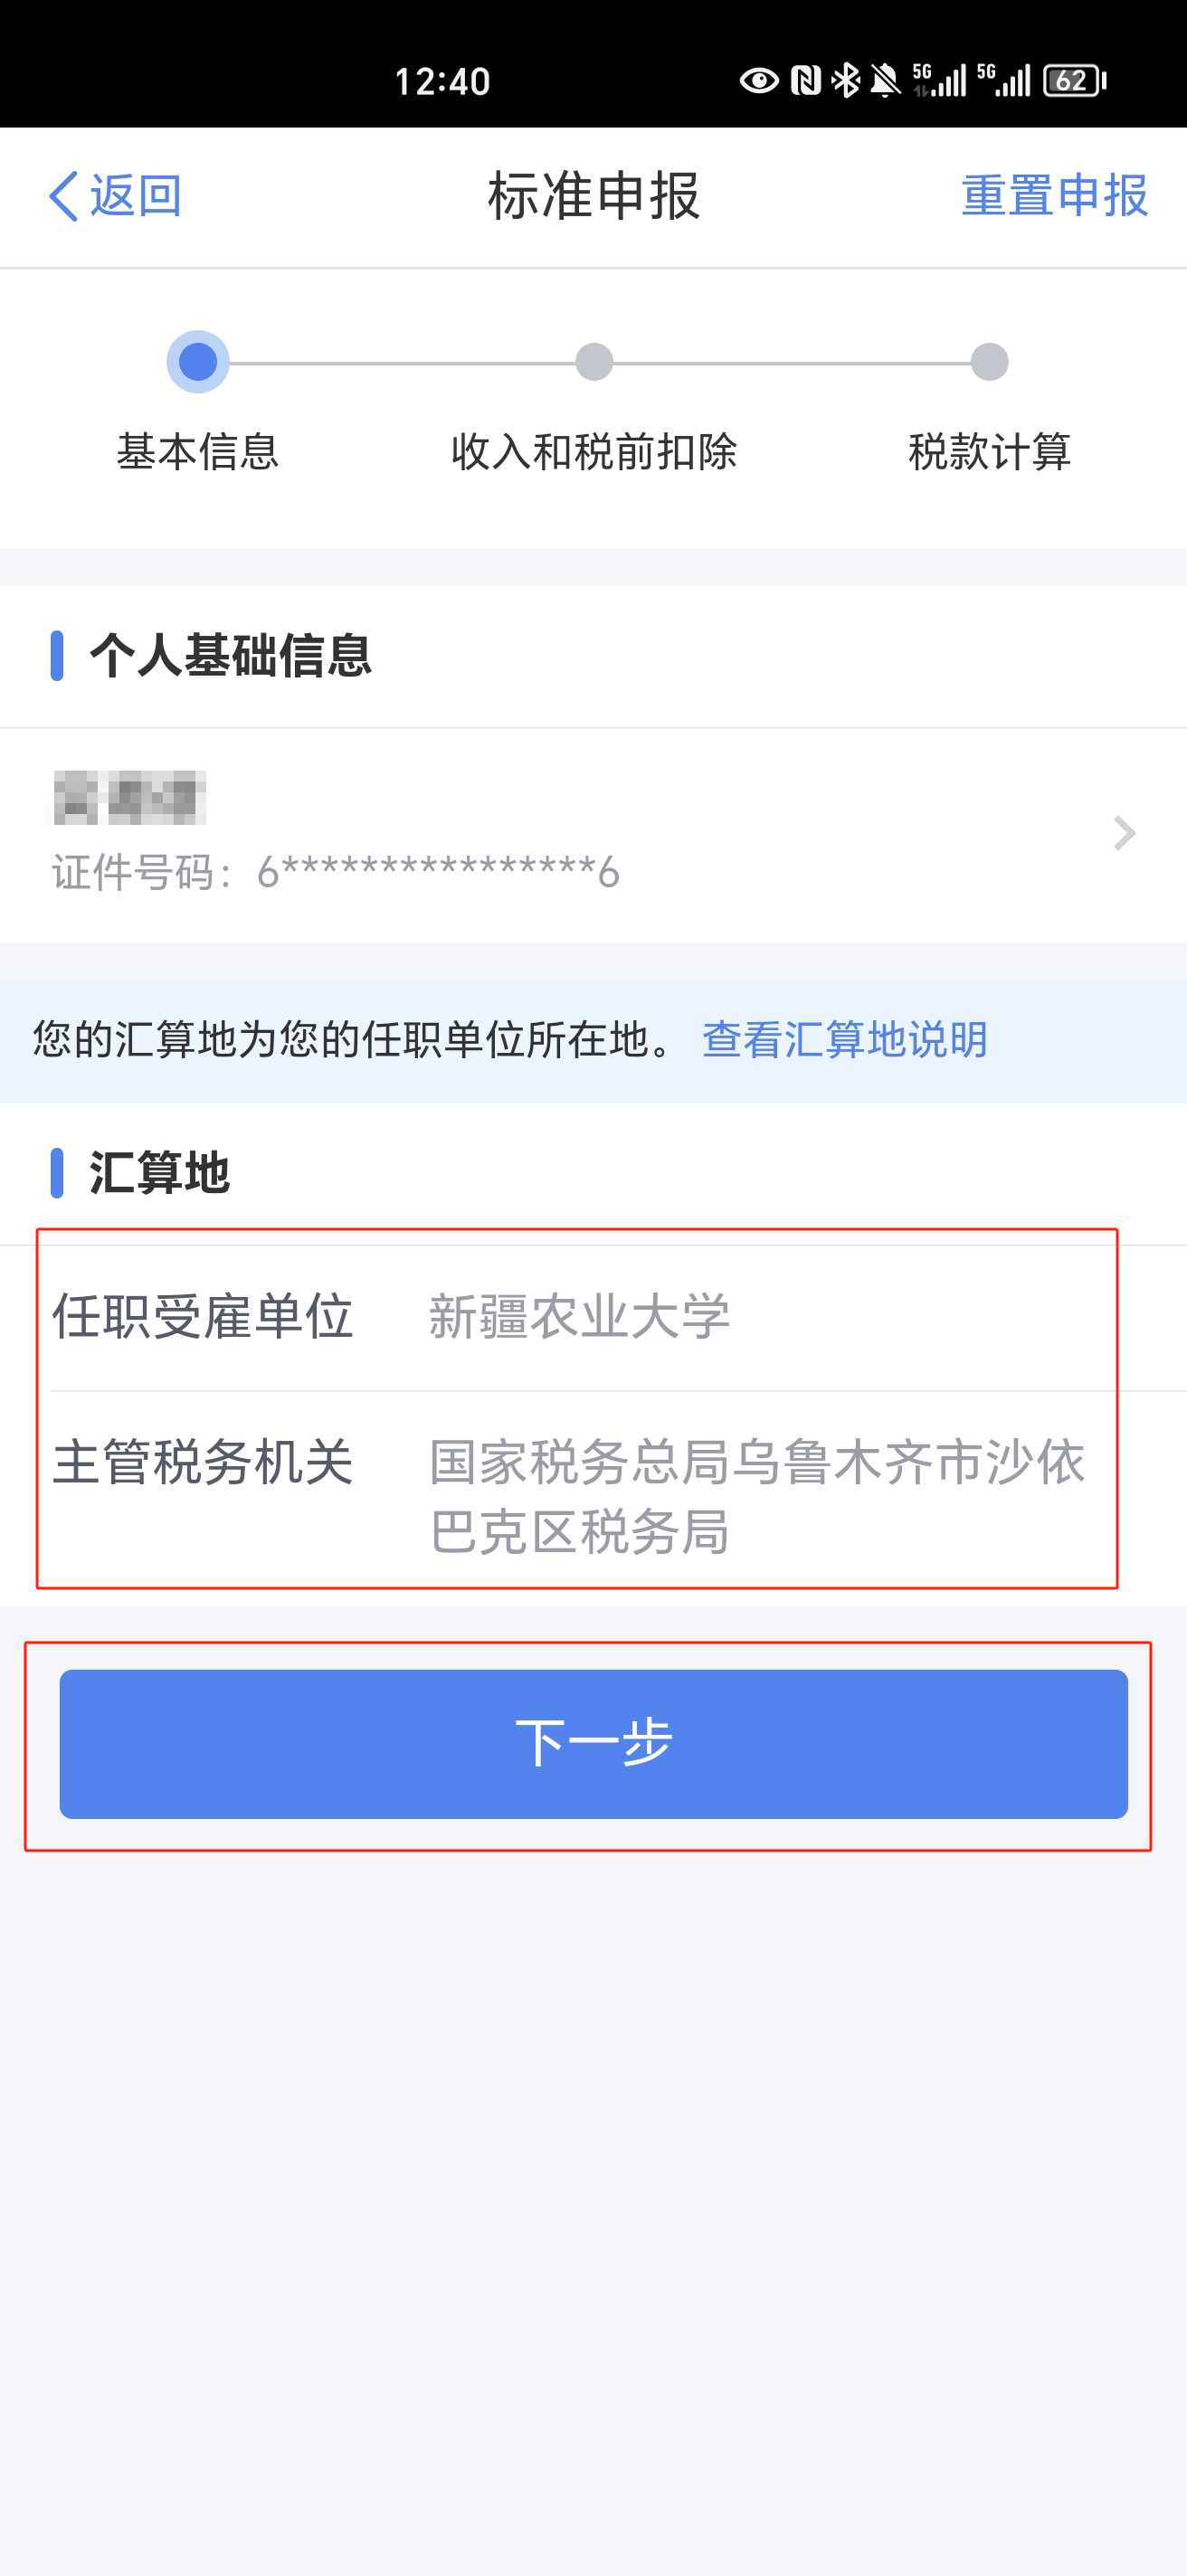 12:40
5G 5G 62
返回 标准申报 重置申报
基本信息 收入和税前扣除 税款计算
个人基础信息
证件号码：6****************6
您的汇算地为您的任职单位所在地。 查看汇算地说明
汇算地
任职受雇单位 新疆农业大学
主管税务机关 国家税务总局乌鲁木齐市沙依
巴克区税务局
下一步